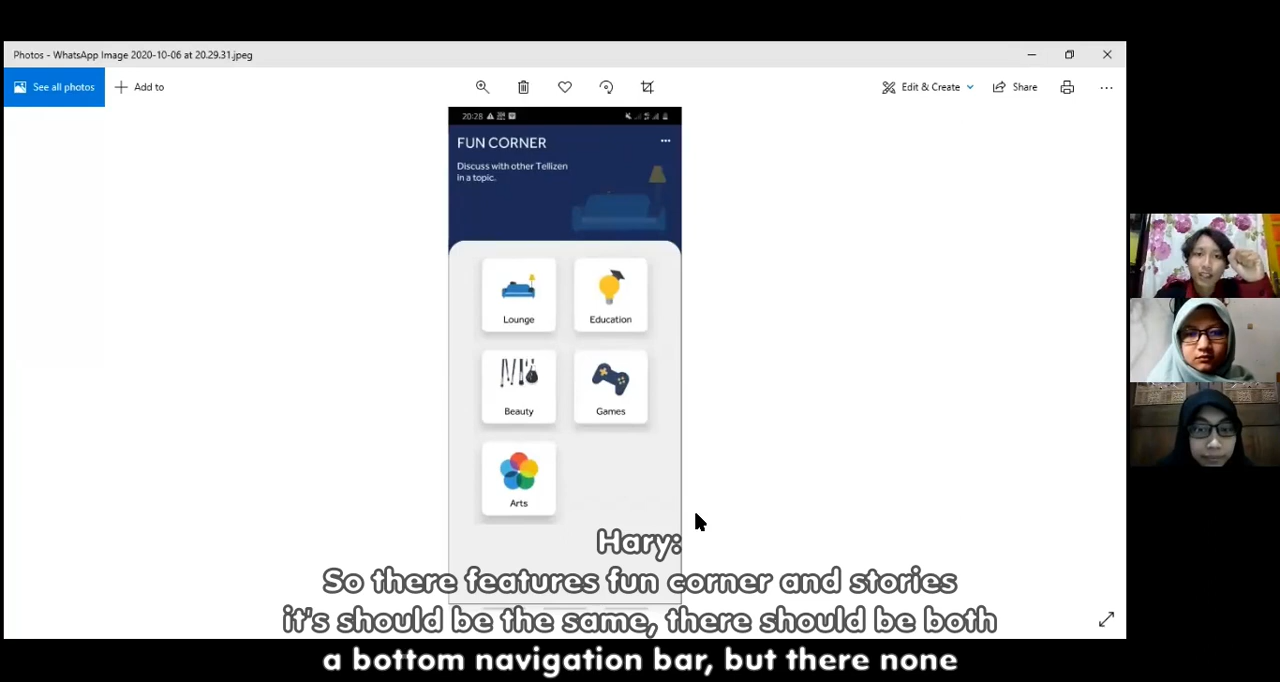 Photos - WhatsApp Image 2020-10-06 at 20.29.31.jpeg
See all photos
Add to
Edit & Create
Share
20:28
FUN CORNER
Discuss with other Tellizen
in a topic.
Lounge
Education
Beauty
Games
Arts
Hary:
So there features fun corner and stories
it's should be the same, there should be both
a bottom navigation bar, but there none